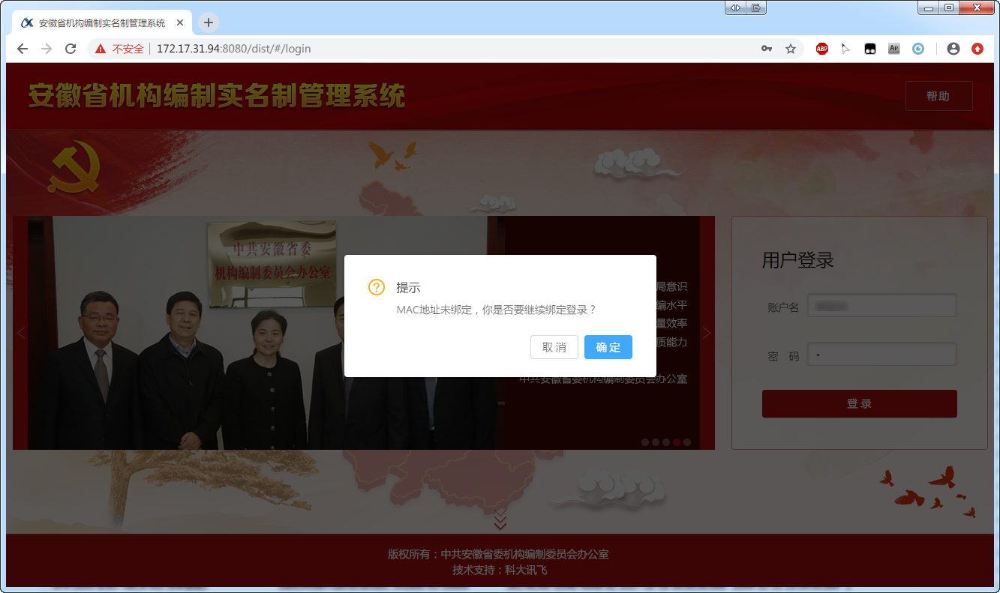 安徽省机构编制实名制管理系统
不安全
172.17.31.94:8080/dist/#/login
ABP
AP
安徽省机构编制实名制管理系统
帮助
中共安徽省委
机构编制委员会办公室
局意识
编水平
量效率
质能力
中共安徽省委机构编制委员会办公室
提示
MAC地址未绑定，你是否要继续绑定登录？
取消
确定
用户登录
账户名
密 码
登录
版权所有：中共安徽省委机构编制委员会办公室
技术支持：科大讯飞